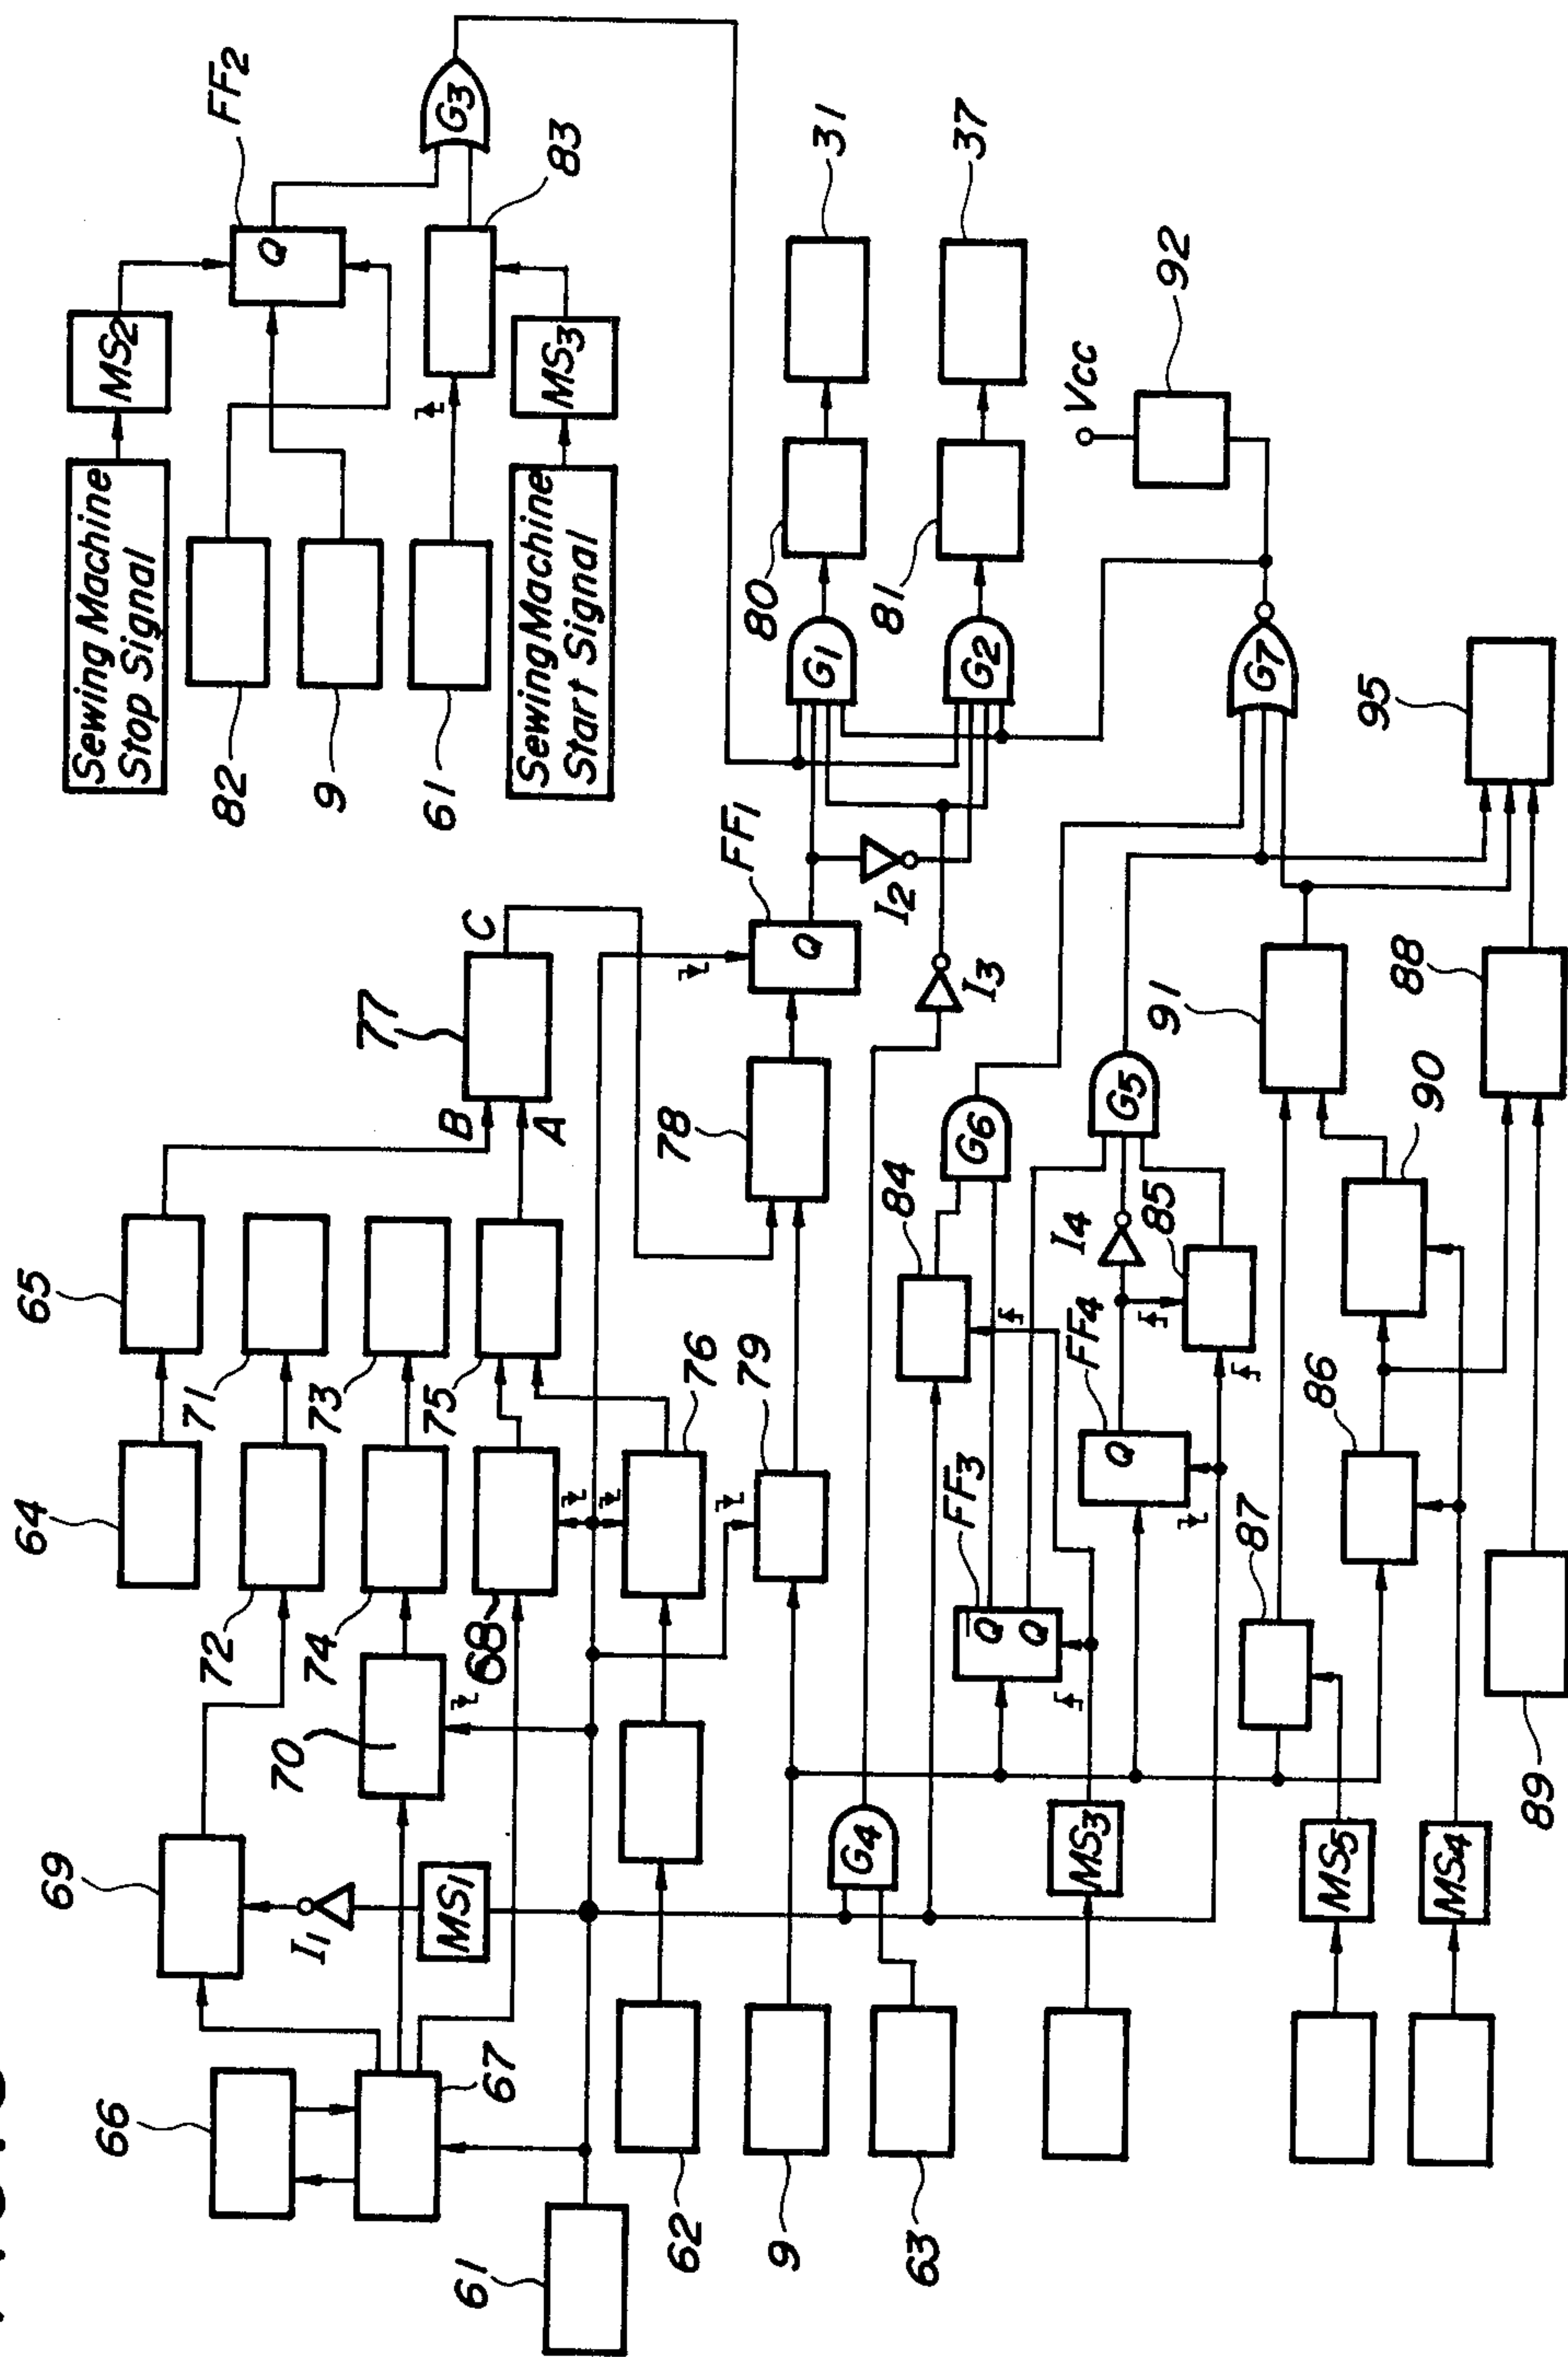 64
65
69
66
Sewing Machine
Stop Signal
MS2
FF2
71
72
82
Q
I1
70
73
74
9
77
C
B
75
67
61
MS1
68
A
G3
MS3
83
Sewing Machine
Start Signal
61
76
78
FF1
79
62
80
31
9
Q
G1
G4
84
I2
81
63
FF3
G6
I3
G2
37
Q
Q
FF4
I4
Vcc
MS3
Q
85
G5
91
92
87
86
90
G7
MS5
88
95
MS4
89